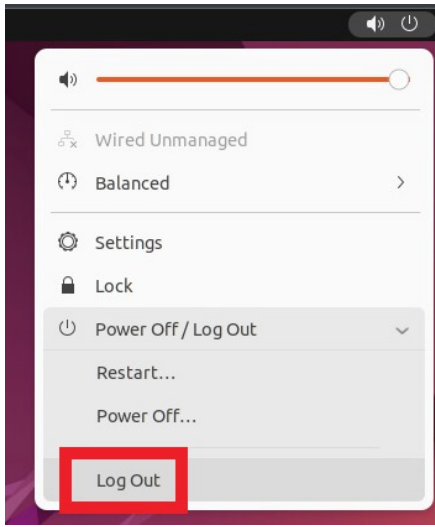 Wired Unmanaged
Balanced
Settings
Lock
Power Off / Log Out
Restart...
Power Off...
Log Out